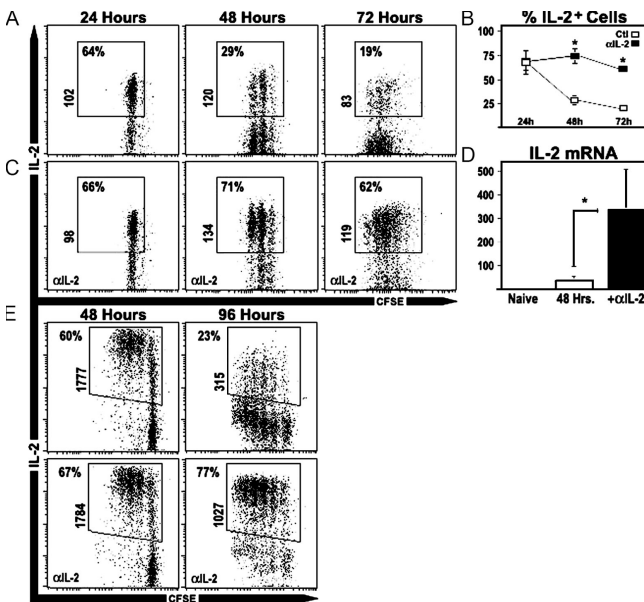 A
24 Hours
48 Hours
72 Hours
64%
102
29%
120
19%
83
IL-2
C
66%
98
αIL-2
71%
134
αIL-2
62%
119
αIL-2
CFSE
B
% IL-2+ Cells
Ctl
αIL-2
100
75
50
25
*
*
24h
48h
72h
D
IL-2 mRNA
500
400
300
200
100
*
Naive
48 Hrs.
+αIL-2
E
48 Hours
96 Hours
60%
1777
23%
315
IL-2
67%
1784
αIL-2
77%
1027
αIL-2
CFSE